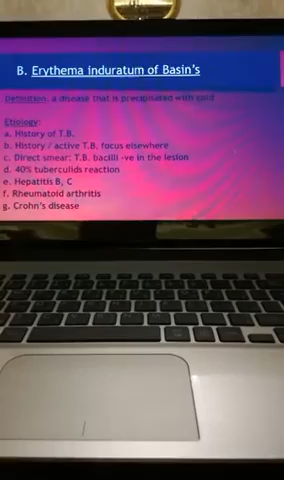 B. Erythema induratum of Basin's
Definition: a disease that is precipitated with cold
Etiology:
a. History of T.B.
b. History / active T.B. focus elsewhere
c. Direct smear: T.B. bacilli -ve in the lesion
d. 40% tuberculids reaction
e. Hepatitis B, C
f. Rheumatoid arthritis
g. Crohn's disease